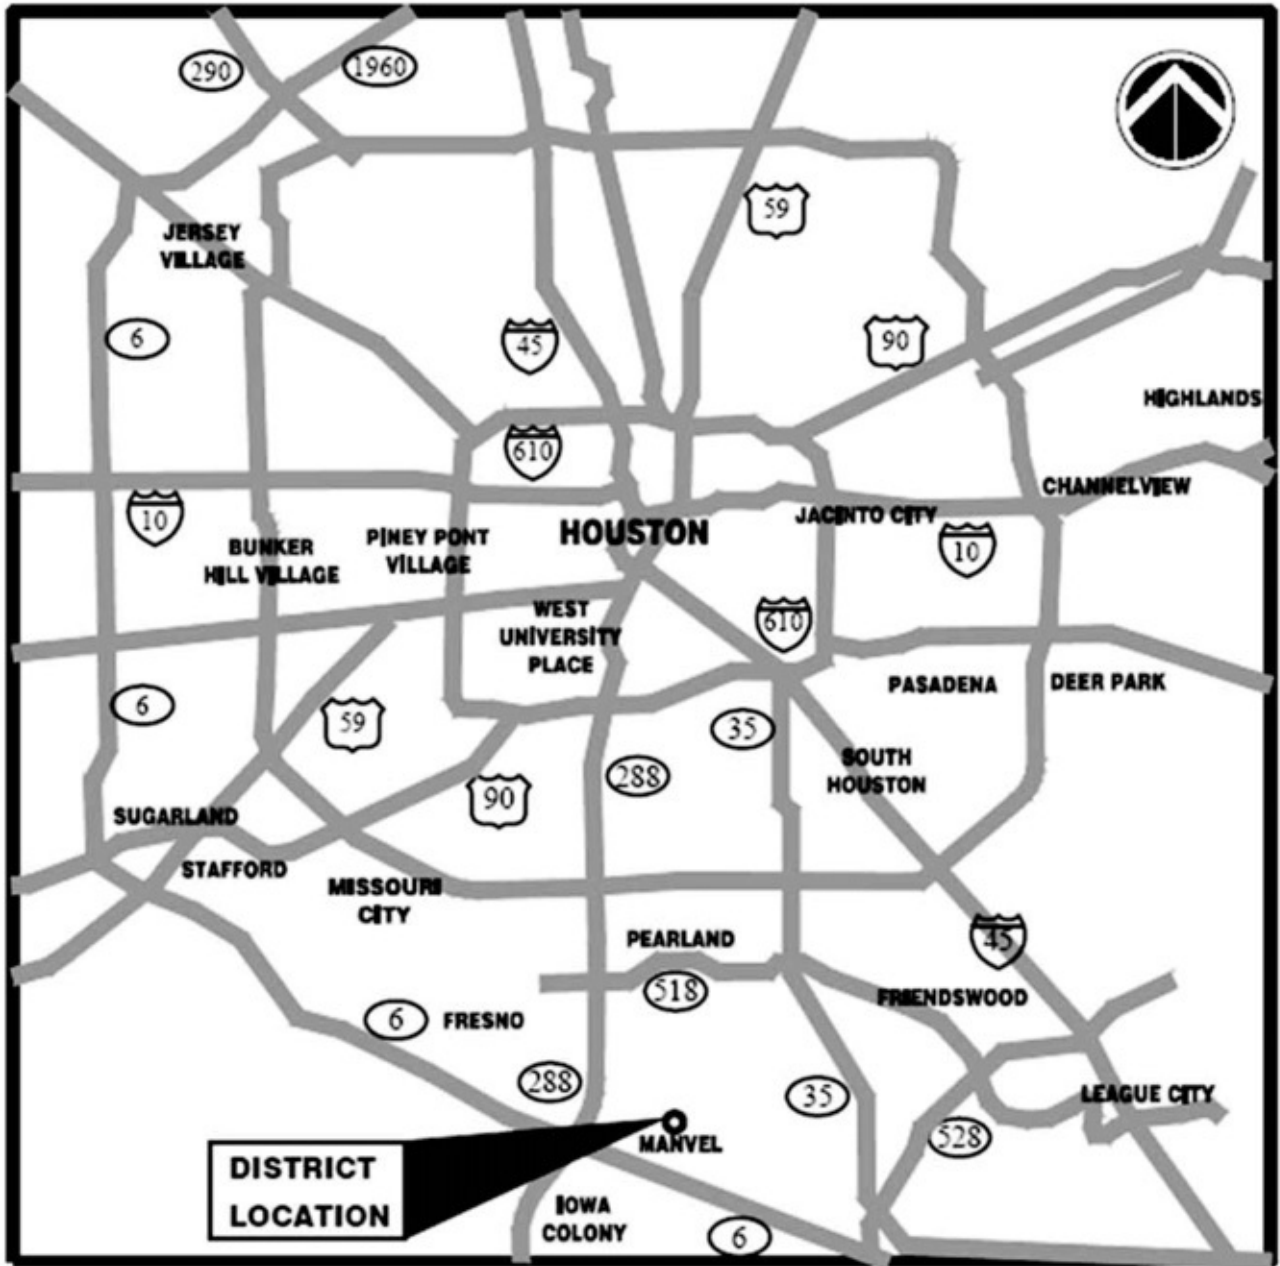 290
1960
59
JERSEY
VILLAGE
6
45
90
HIGHLANDS
610
10
CHANNELVIEW
HOUSTON
JACINTO CITY
PINEY PONT
VILLAGE
BUNKER
HILL VILLAGE
10
WEST
UNIVERSITY
PLACE
610
6
59
PASADENA
DEER PARK
35
SOUTH
HOUSTON
288
90
SUGARLAND
STAFFORD
MISSOURI
CITY
PEARLAND
45
518
FRIENDSWOOD
6
FRESNO
288
35
LEAGUE CITY
528
MANVEL
DISTRICT
LOCATION
IOWA
COLONY
6